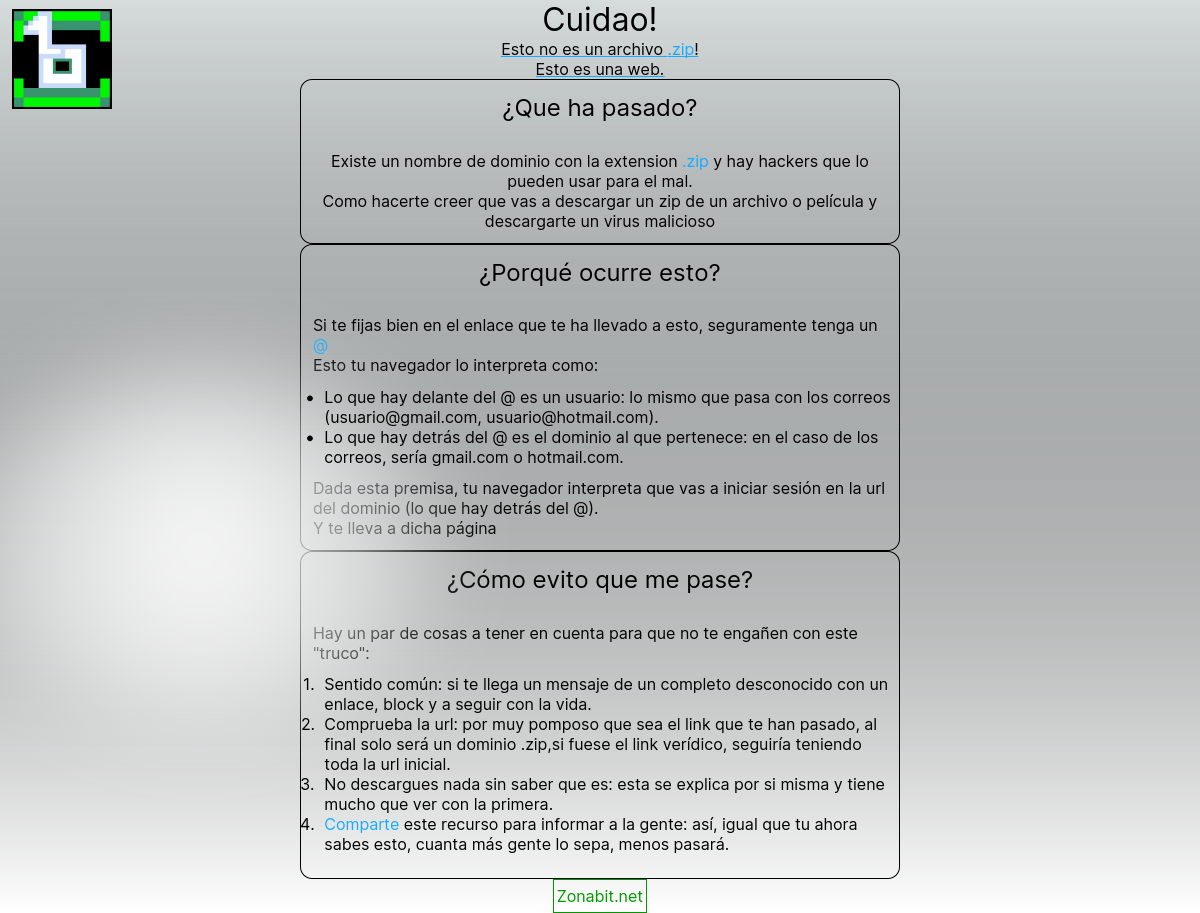 Cuidao!
Esto no es un archivo .zip!
Esto es una web.
¿Que ha pasado?
Existe un nombre de dominio con la extension .zip y hay hackers que lo
pueden usar para el mal.
Como hacerte creer que vas a descargar un zip de un archivo o película y
descargarte un virus malicioso
¿Porqué ocurre esto?
Si te fijas bien en el enlace que te ha llevado a esto, seguramente tenga un
@
Esto tu navegador lo interpreta como:
• Lo que hay delante del @ es un usuario: lo mismo que pasa con los correos
(usuario@gmail.com, usuario@hotmail.com).
• Lo que hay detrás del @ es el dominio al que pertenece: en el caso de los
correos, sería gmail.com o hotmail.com.
Dada esta premisa, tu navegador interpreta que vas a iniciar sesión en la url
del dominio (lo que hay detrás del @).
Y te lleva a dicha página
¿Cómo evito que me pase?
Hay un par de cosas a tener en cuenta para que no te engañen con este
"truco":
1. Sentido común: si te llega un mensaje de un completo desconocido con un
enlace, block y a seguir con la vida.
2. Comprueba la url: por muy pomposo que sea el link que te han pasado, al
final solo será un dominio .zip,si fuese el link verídico, seguiría teniendo
toda la url inicial.
3. No descargues nada sin saber que es: esta se explica por si misma y tiene
mucho que ver con la primera.
4. Comparte este recurso para informar a la gente: así, igual que tu ahora
sabes esto, cuanta más gente lo sepa, menos pasará.
Zonabit.net